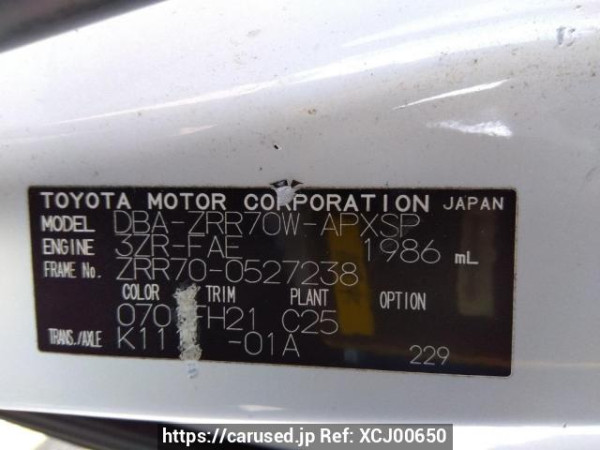 TOYOTA MOTOR CORPORATION JAPAN
MODEL DBA-ZRR70W-APXSP
ENGINE 3ZR-FAE 1986 mL
FRAME No. ZRR70-0527238
COLOR TRIM PLANT OPTION
070 FH21 C25
TRANS./AXLE K11 -01A
229
https://carused.jp Ref: XCJ00650